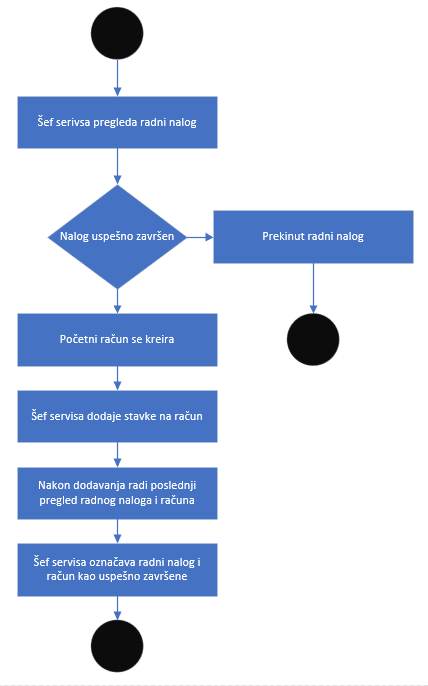 Šef serivsa pregleda radni nalog
Nalog uspešno završen
Prekinut radni nalog
Početni račun se kreira
Šef servisa dodaje stavke na račun
Nakon dodavanja radi poslednji
pregled radnog naloga i računa
Šef servisa označava radni nalog i
račun kao uspešno završene